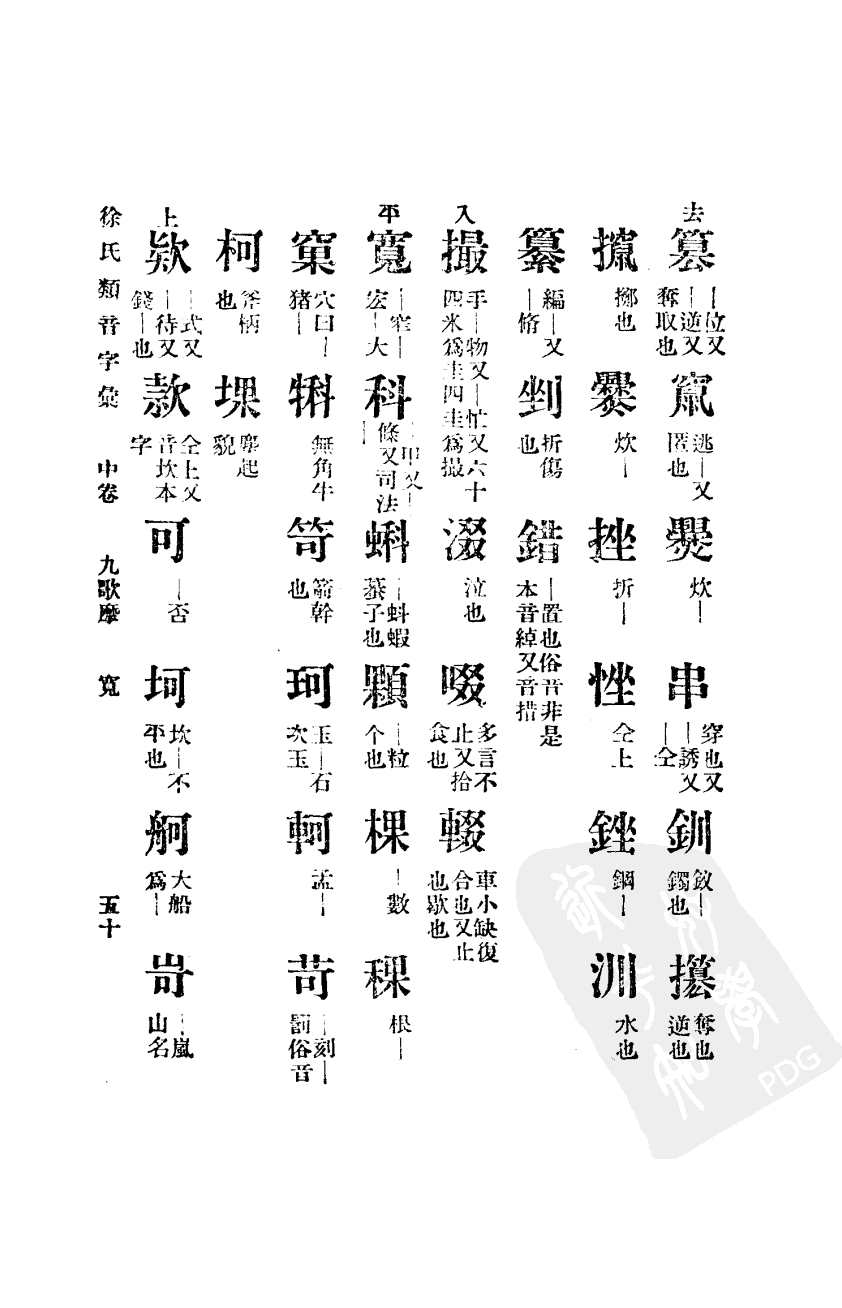 去
篡 ｜位又｜逆又奪取也 竄 逃｜又匿也 爨 炊｜ 串 穿也又｜誘又｜仝 釧 釵｜鐲也 攥 奪也逆也
攛 擲也 爨 炊｜ 挫 折｜ 㤰 仝上 銼 鍋｜ 汌 水也
纂 編｜又｜脩 剉 折傷也 錯 ｜置也俗音非是本音綽又音措
入
撮 手｜物又｜忙又六十四米爲圭四圭爲撮 涰 泣也 啜 多言不止又拾食也 輟 車小缺復合也又止也歇也
平
寬 ｜窄｜宏｜大 科 ｜甲又｜條又司法｜ 蝌 ｜蚪蝦蟇子也 顆 ｜粒个也 棵 ｜數 稞 根｜
窠 穴曰｜猪｜ 犐 無角牛 笴 箭幹也 珂 玉｜石次玉 軻 孟｜ 苛 ｜刻｜罰俗音
柯 斧柄也 堁 塵起貌
上
欵 ｜式又｜待又錢｜也 款 仝上又音坎本字 可 ｜否 坷 坎｜不平也 舸 大船爲｜ 岢 ｜嵐山名
徐氏類音字彙 中卷 九歌摩 寬 五十
PDG